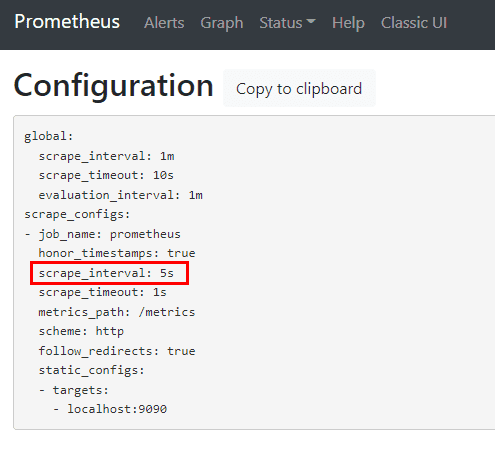 Prometheus Alerts Graph Status Help Classic UI
Configuration Copy to clipboard
global:
  scrape_interval: 1m
  scrape_timeout: 10s
  evaluation_interval: 1m
scrape_configs:
- job_name: prometheus
  honor_timestamps: true
  scrape_interval: 5s
  scrape_timeout: 1s
  metrics_path: /metrics
  scheme: http
  follow_redirects: true
  static_configs:
  - targets:
    - localhost:9090